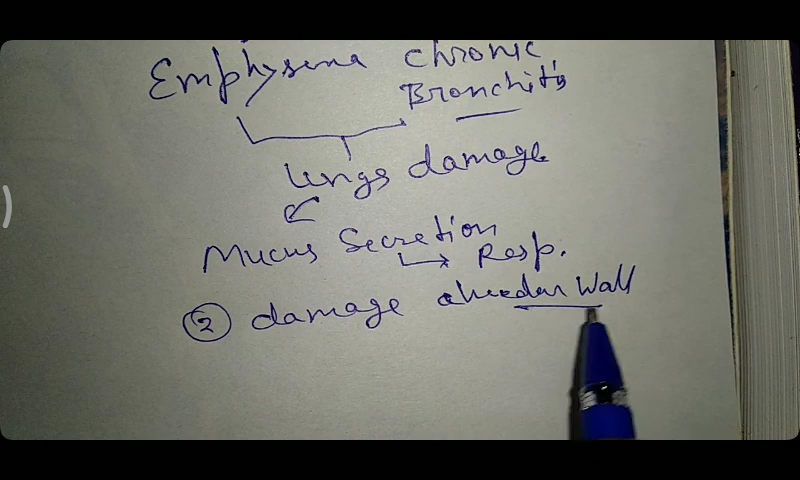 Emphysema chronic
Bronchitis
lungs damage
Mucus Secretion
Resp.
2 damage alveolar Wall